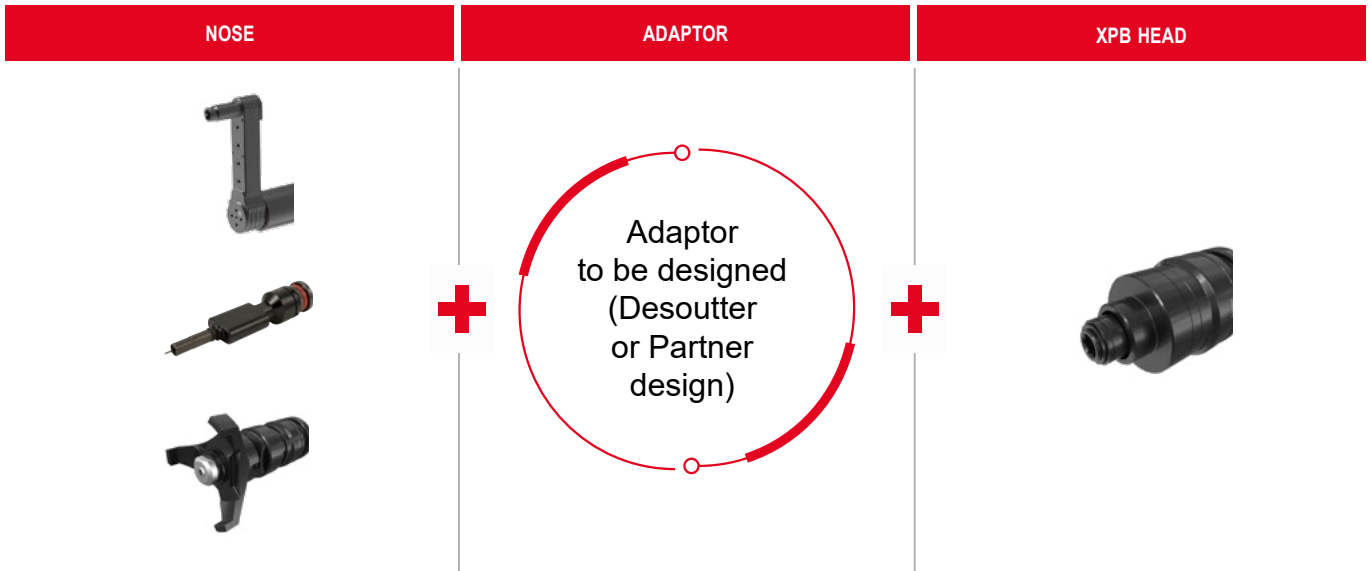 NOSE
ADAPTOR
XPB HEAD
Adaptor
to be designed
(Desoutter
or Partner
design)